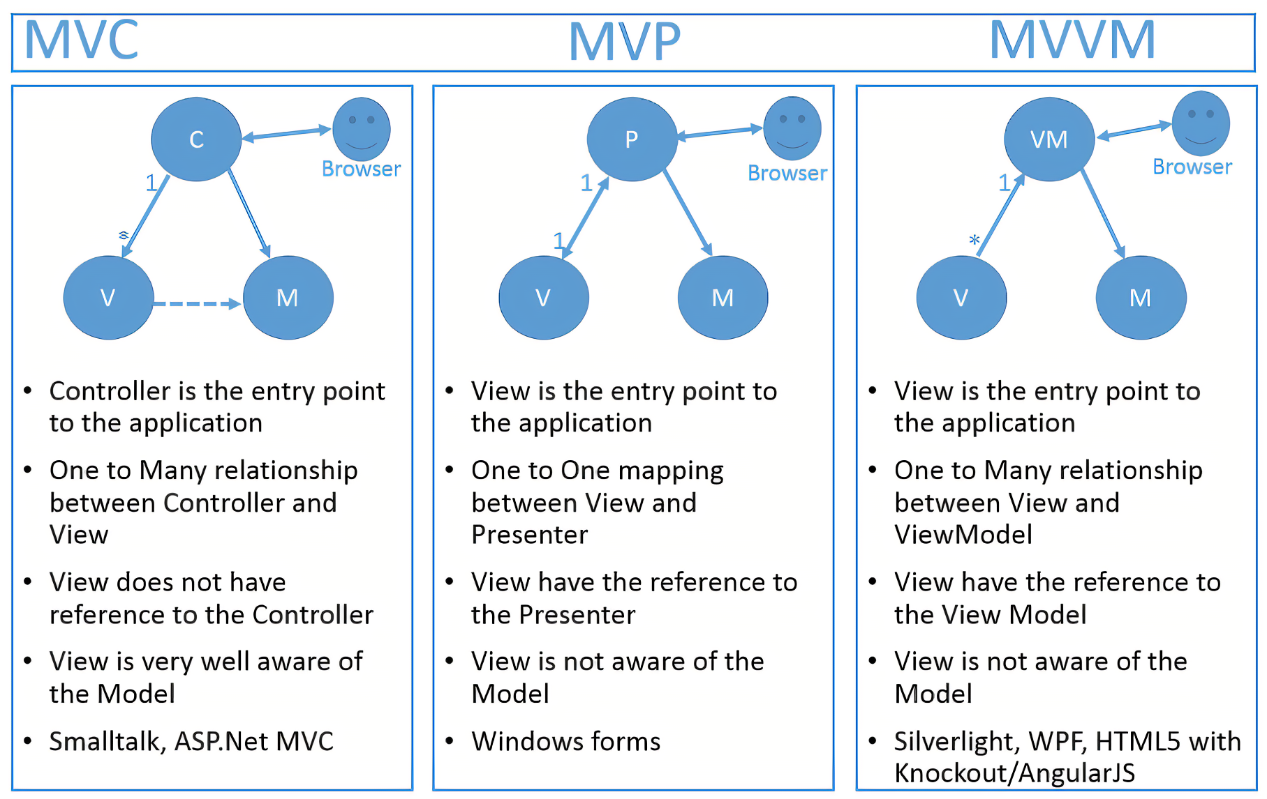 MVC
MVP
MVVM
C
Browser
1
*
V
M
• Controller is the entry point
to the application
• One to Many relationship
between Controller and
View
• View does not have
reference to the Controller
• View is very well aware of
the Model
• Smalltalk, ASP.Net MVC
P
Browser
1
1
V
M
• View is the entry point to
the application
• One to One mapping
between View and
Presenter
• View have the reference to
the Presenter
• View is not aware of the
Model
• Windows forms
VM
Browser
1
*
V
M
• View is the entry point to
the application
• One to Many relationship
between View and
ViewModel
• View have the reference to
the View Model
• View is not aware of the
Model
• Silverlight, WPF, HTML5 with
Knockout/AngularJS